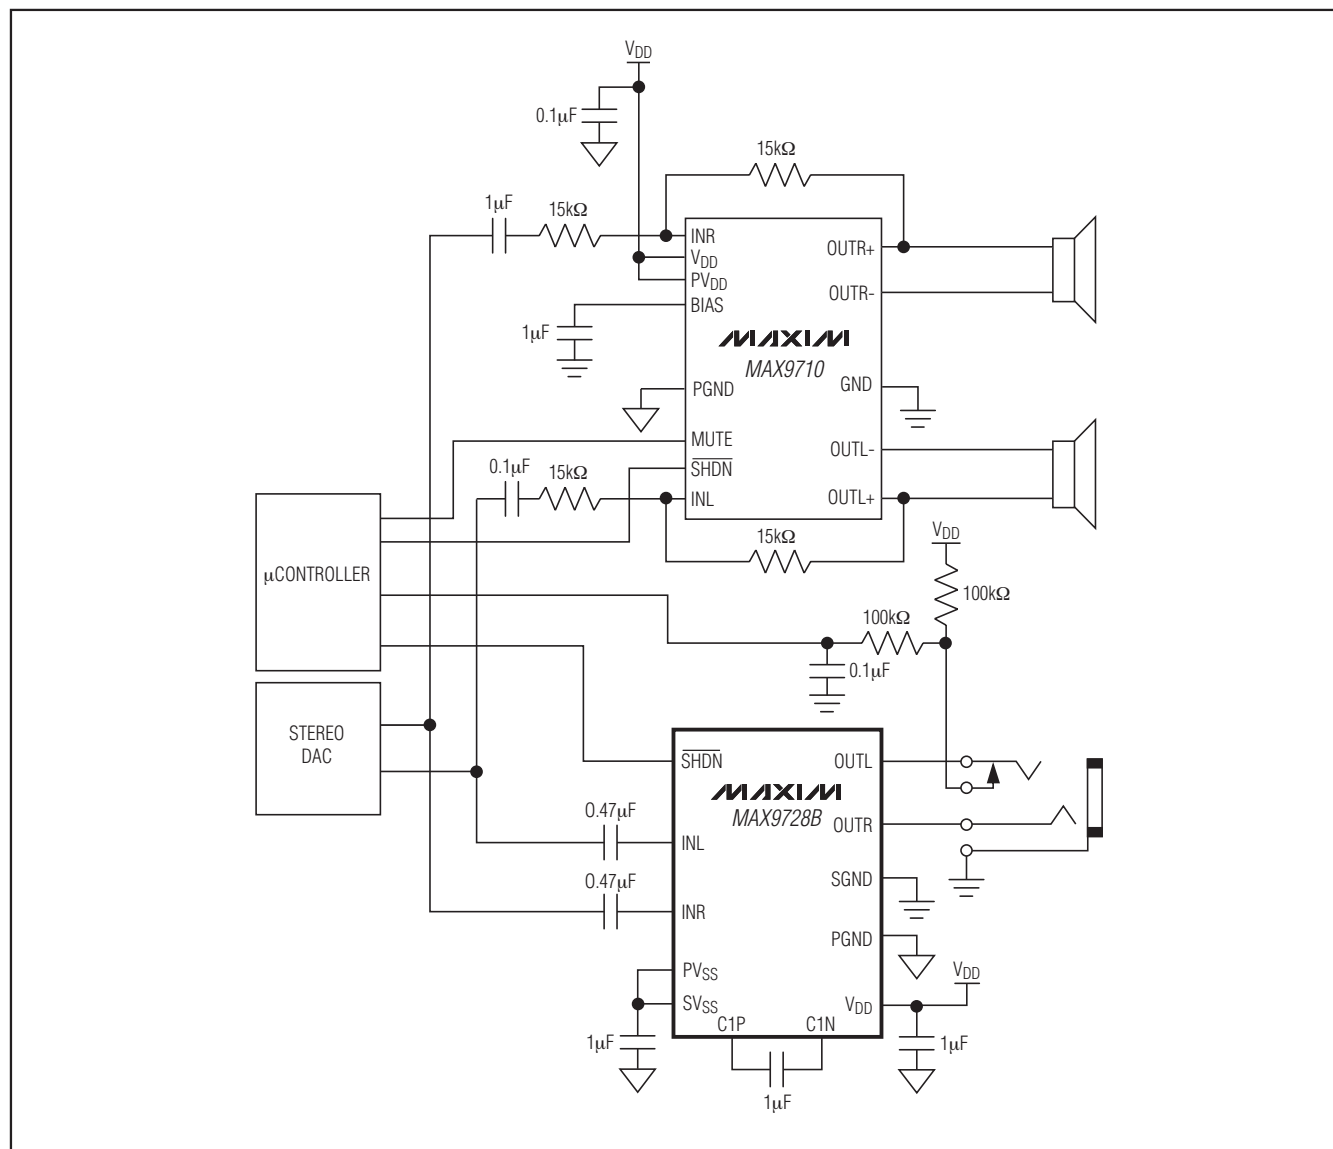 VDD
0.1µF
15kΩ
1µF
15kΩ
INR
VDD
PVDD
BIAS
OUTR+
OUTR-
1µF
MAXIM
MAX9710
PGND
GND
MUTE
SHDN
INL
OUTL-
OUTL+
0.1µF
15kΩ
15kΩ
VDD
100kΩ
100kΩ
0.1µF
µCONTROLLER
STEREO
DAC
SHDN
OUTL
MAXIM
MAX9728B
OUTR
0.47µF
INL
SGND
0.47µF
INR
PGND
PVSS
SVSS
VDD
VDD
C1P
C1N
1µF
1µF
1µF